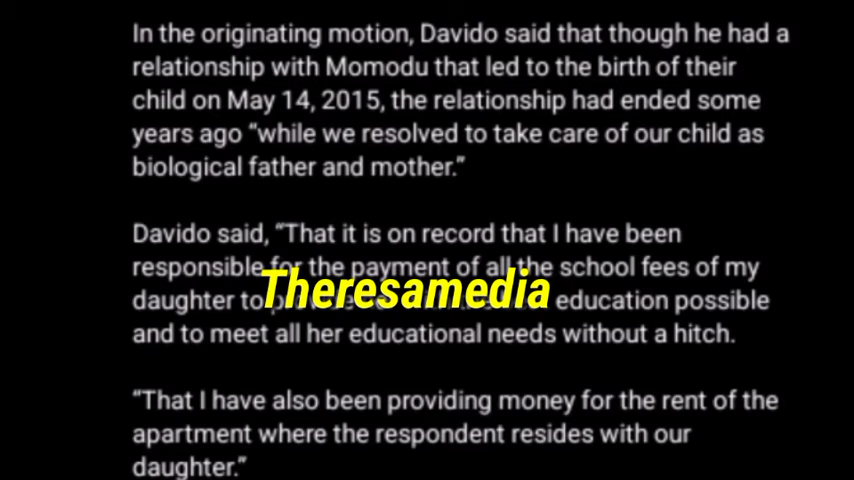 In the originating motion, Davido said that though he had a
relationship with Momodu that led to the birth of their
child on May 14, 2015, the relationship had ended some
years ago “while we resolved to take care of our child as
biological father and mother.”
Davido said, “That it is on record that I have been
responsible for the payment of all the school fees of my
Theresamedia
daughter to education possible
and to meet all her educational needs without a hitch.
“That I have also been providing money for the rent of the
apartment where the respondent resides with our
daughter.”